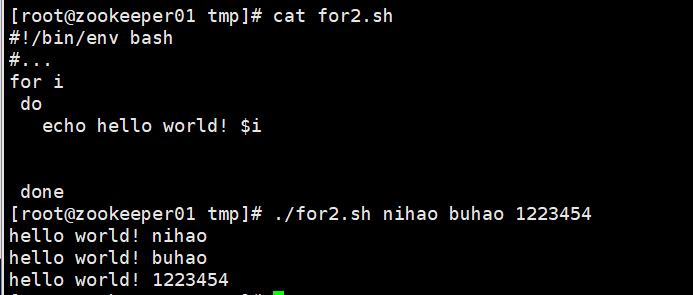 [root@zookeeper01 tmp]# cat for2.sh
#!/bin/env bash
#...
for i
 do
   echo hello world! $i
 done
[root@zookeeper01 tmp]# ./for2.sh nihao buhao 1223454
hello world! nihao
hello world! buhao
hello world! 1223454